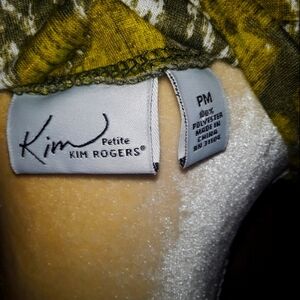 Kim
Petite
KIM ROGERS®
PM
POLYESTER
MADE IN
CHINA